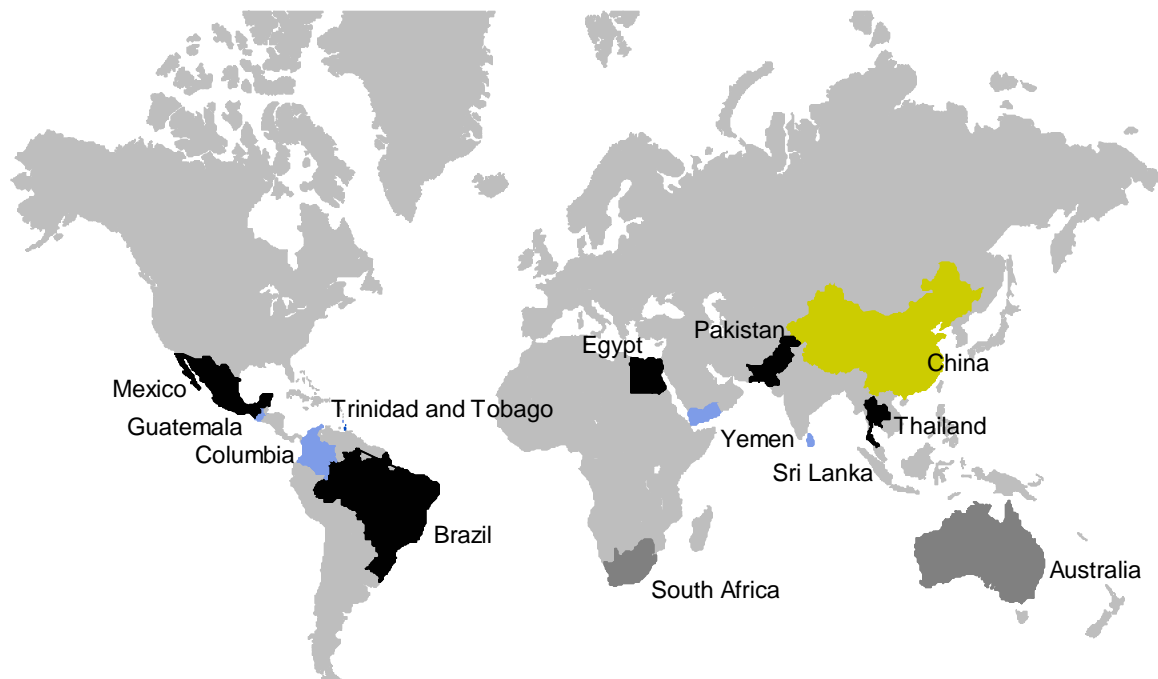 Pakistan
Egypt
China
Mexico
Trinidad and Tobago
Guatemala
Thailand
Yemen
Columbia
Sri Lanka
Brazil
Australia
South Africa